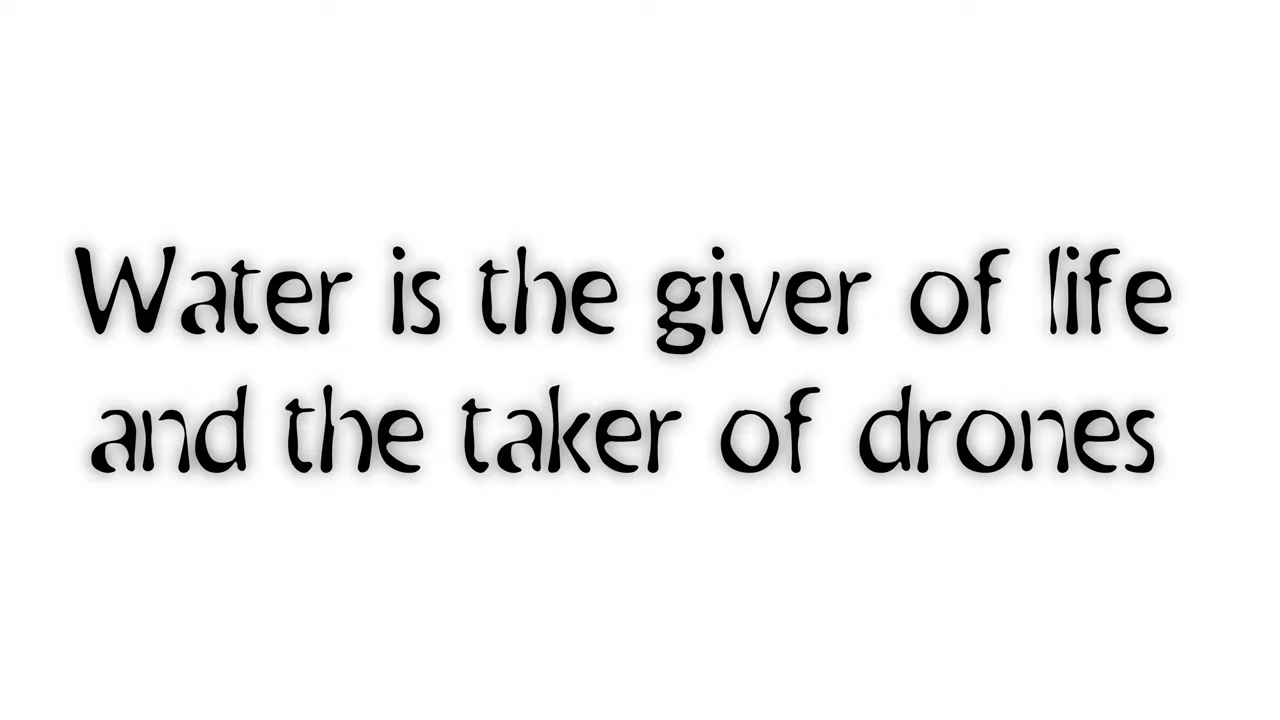 Water is the giver of life
and the taker of drones